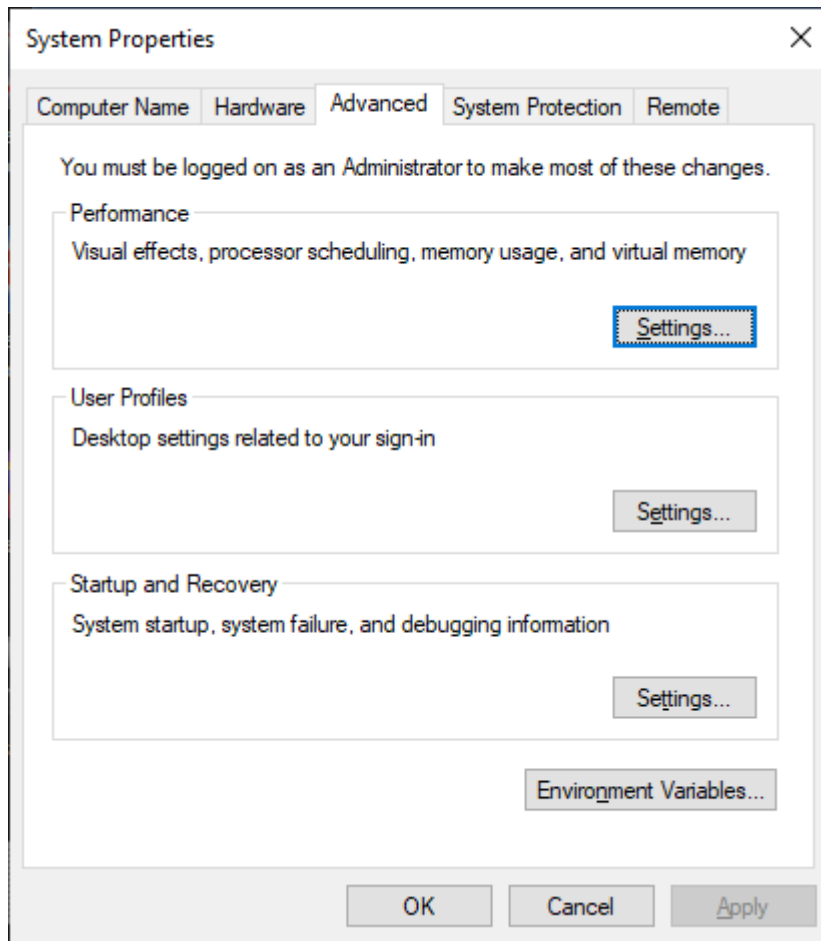 System Properties
Computer Name Hardware Advanced System Protection Remote
You must be logged on as an Administrator to make most of these changes.
Performance
Visual effects, processor scheduling, memory usage, and virtual memory
Settings...
User Profiles
Desktop settings related to your sign-in
Settings...
Startup and Recovery
System startup, system failure, and debugging information
Settings...
Environment Variables...
OK Cancel Apply